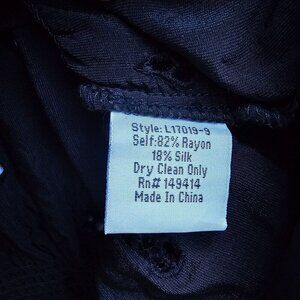 Style: L17019-9
Self:82% Rayon
18% Silk
Dry Clean Only
Rn# 149414
Made In China